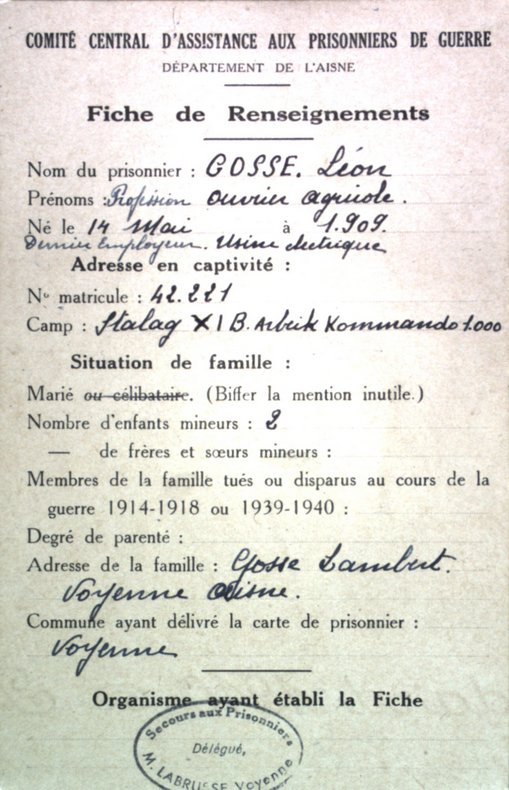 COMITÉ CENTRAL D'ASSISTANCE AUX PRISONNIERS DE GUERRE
DÉPARTEMENT DE L'AISNE
Fiche de Renseignements
Nom du prisonnier : GOSSE. Léon
Prénoms : Profission ouvrier agricole.
Né le 14 Mai à 1.909.
Dernier Employeur. Usine électrique
Adresse en captivité :
No matricule : 42.221
Camp : Stalag XIB. Arbeik Kommando 1.000
Situation de famille :
Marié ou célibataire. (Biffer la mention inutile.)
Nombre d'enfants mineurs : 2
— de frères et sœurs mineurs :
Membres de la famille tués ou disparus au cours de la
guerre 1914-1918 ou 1939-1940 :
Degré de parenté :
Adresse de la famille : Gosse Lambert.
Voyenne Aisne.
Commune ayant délivré la carte de prisonnier :
Voyenne
Organisme ayant établi la Fiche
Secours aux Prisonniers
Délégué,
M. LABRUSSE Voyenne